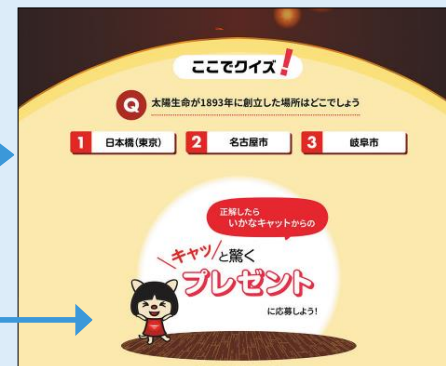 ここでクイズ!
Q 太陽生命が1893年に創立した場所はどこでしょう
1 日本橋(東京) 2 名古屋市 3 岐阜市
正解したら
いかなキャットからの
キャッ/と驚く
プレゼント
に応募しよう!